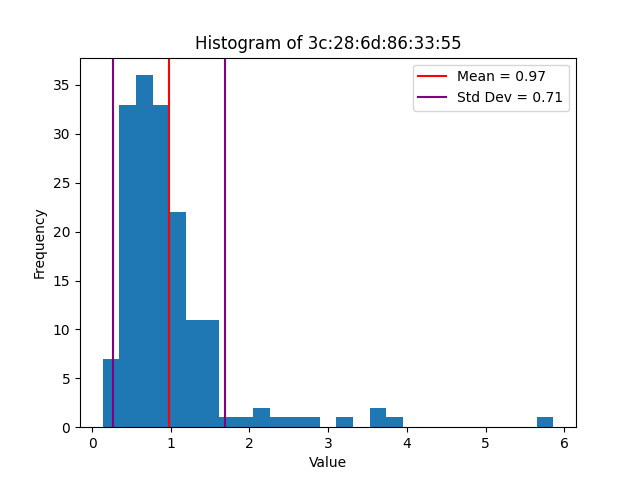 Histogram of 3c:28:6d:86:33:55
Mean = 0.97
Std Dev = 0.71
35
30
25
20
15
10
5
0
Frequency
0 1 2 3 4 5 6
Value